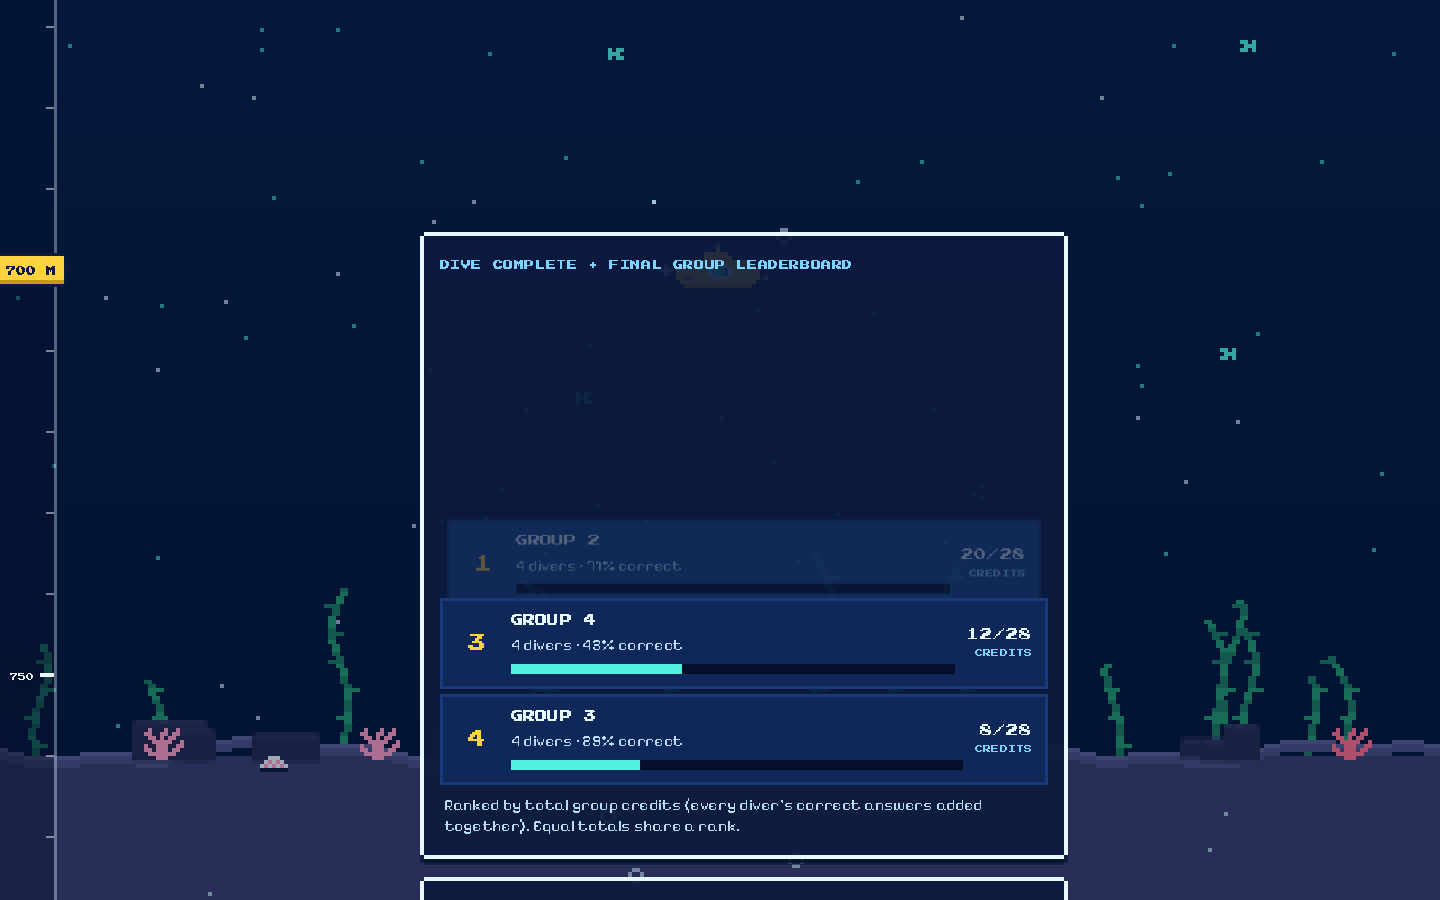 700 M
DIVE COMPLETE + FINAL GROUP LEADERBOARD
1
GROUP 2
4 divers · 71% correct
20/28
CREDITS
3
GROUP 4
4 divers · 43% correct
12/28
CREDITS
750
4
GROUP 3
4 divers · 29% correct
8/28
CREDITS
Ranked by total group credits (every diver's correct answers added
together). Equal totals share a rank.